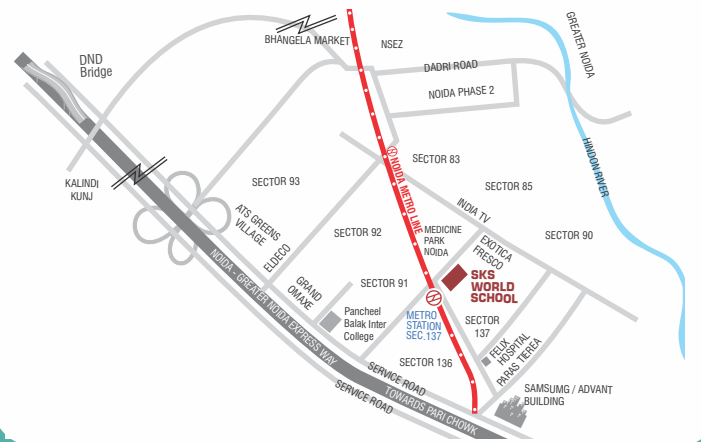 BHANGELA MARKET
NSEZ
GREATER NOIDA
DND
Bridge
DADRI ROAD
NOIDA PHASE 2
KALINDI
KUNJ
SECTOR 93
NOIDA METRO LINE
SECTOR 83
SECTOR 85
HINDON RIVER
ATS GREENS
VILLAGE
ELDECO
SECTOR 92
MEDICINE
PARK
NOIDA
INDIA TV
SECTOR 90
EXOTICA
FRESCO
SKS
WORLD
SCHOOL
NOIDA - GREATER NOIDA EXPRESS WAY
GRAND
OMAXE
SECTOR 91
Pancheel
Balak Inter
College
METRO
STATION
SEC.137
SECTOR
137
FELIX
HOSPITAL
PARAS TIEREA
SECTOR 136
SERVICE ROAD
SERVICE ROAD
TOWARDS PARI CHOWK
SAMSUMG / ADVANT
BUILDING